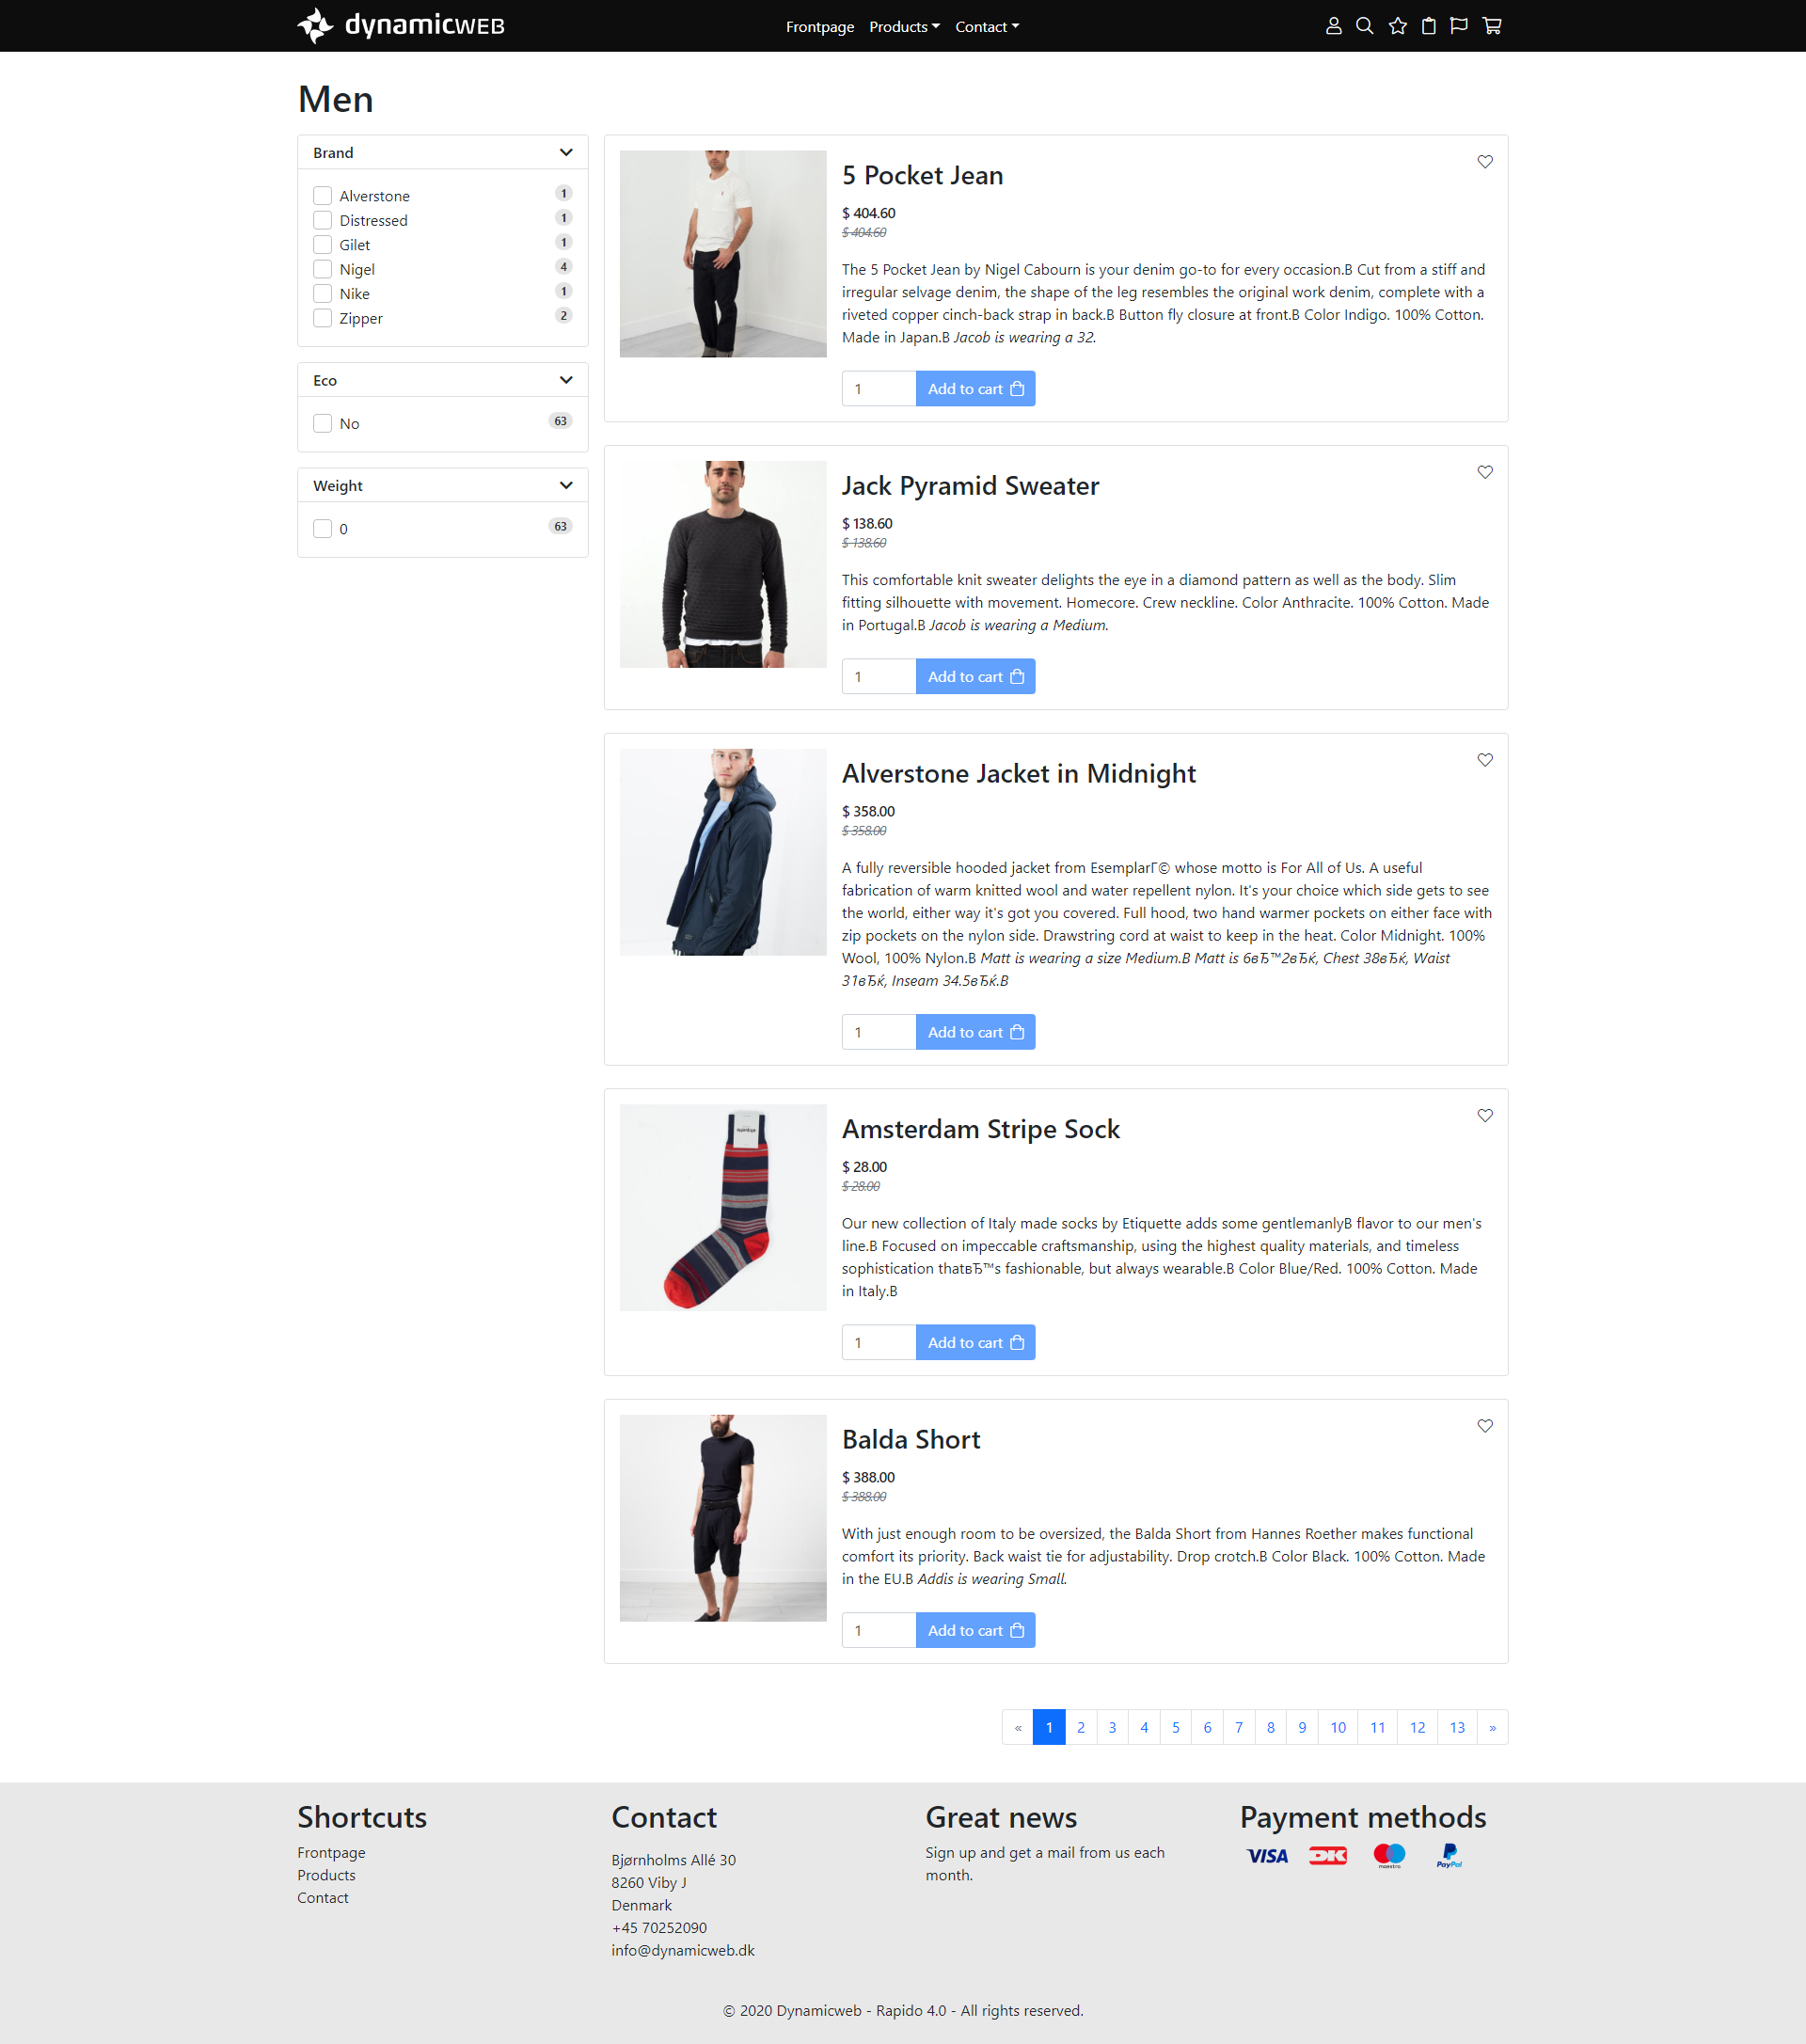 dynamicWEB
Frontpage Products Contact
Men
Brand
Alverstone 1
Distressed 1
Gilet 1
Nigel 4
Nike 1
Zipper 2
Eco
No 63
Weight
0 63
5 Pocket Jean
$ 404.60
$ 404.60
The 5 Pocket Jean by Nigel Cabourn is your denim go-to for every occasion.В Cut from a stiff and
irregular selvage denim, the shape of the leg resembles the original work denim, complete with a
riveted copper cinch-back strap in back.В Button fly closure at front.В Color Indigo. 100% Cotton.
Made in Japan.В Jacob is wearing a 32.
1 Add to cart
Jack Pyramid Sweater
$ 138.60
$ 138.60
This comfortable knit sweater delights the eye in a diamond pattern as well as the body. Slim
fitting silhouette with movement. Homecore. Crew neckline. Color Anthracite. 100% Cotton. Made
in Portugal.В Jacob is wearing a Medium.
1 Add to cart
Alverstone Jacket in Midnight
$ 358.00
$ 358.00
A fully reversible hooded jacket from EsemplarГ© whose motto is For All of Us. A useful
fabrication of warm knitted wool and water repellent nylon. It's your choice which side gets to see
the world, either way it's got you covered. Full hood, two hand warmer pockets on either face with
zip pockets on the nylon side. Drawstring cord at waist to keep in the heat. Color Midnight. 100%
Wool, 100% Nylon.В Matt is wearing a size Medium.В Matt is 6вЂ™2вЂќ, Chest 38вЂќ, Waist
31вЂќ, Inseam 34.5вЂќ.В
1 Add to cart
Amsterdam Stripe Sock
$ 28.00
$ 28.00
Our new collection of Italy made socks by Etiquette adds some gentlemanlyВ flavor to our men's
line.В Focused on impeccable craftsmanship, using the highest quality materials, and timeless
sophistication thatвЂ™s fashionable, but always wearable.В Color Blue/Red. 100% Cotton. Made
in Italy.В
1 Add to cart
Balda Short
$ 388.00
$ 388.00
With just enough room to be oversized, the Balda Short from Hannes Roether makes functional
comfort its priority. Back waist tie for adjustability. Drop crotch.В Color Black. 100% Cotton. Made
in the EU.В Addis is wearing Small.
1 Add to cart
« 1 2 3 4 5 6 7 8 9 10 11 12 13 »
Shortcuts
Frontpage
Products
Contact
Contact
Bjørnholms Allé 30
8260 Viby J
Denmark
+45 70252090
info@dynamicweb.dk
Great news
Sign up and get a mail from us each
month.
Payment methods
VISA DK maestro PayPal
© 2020 Dynamicweb - Rapido 4.0 - All rights reserved.